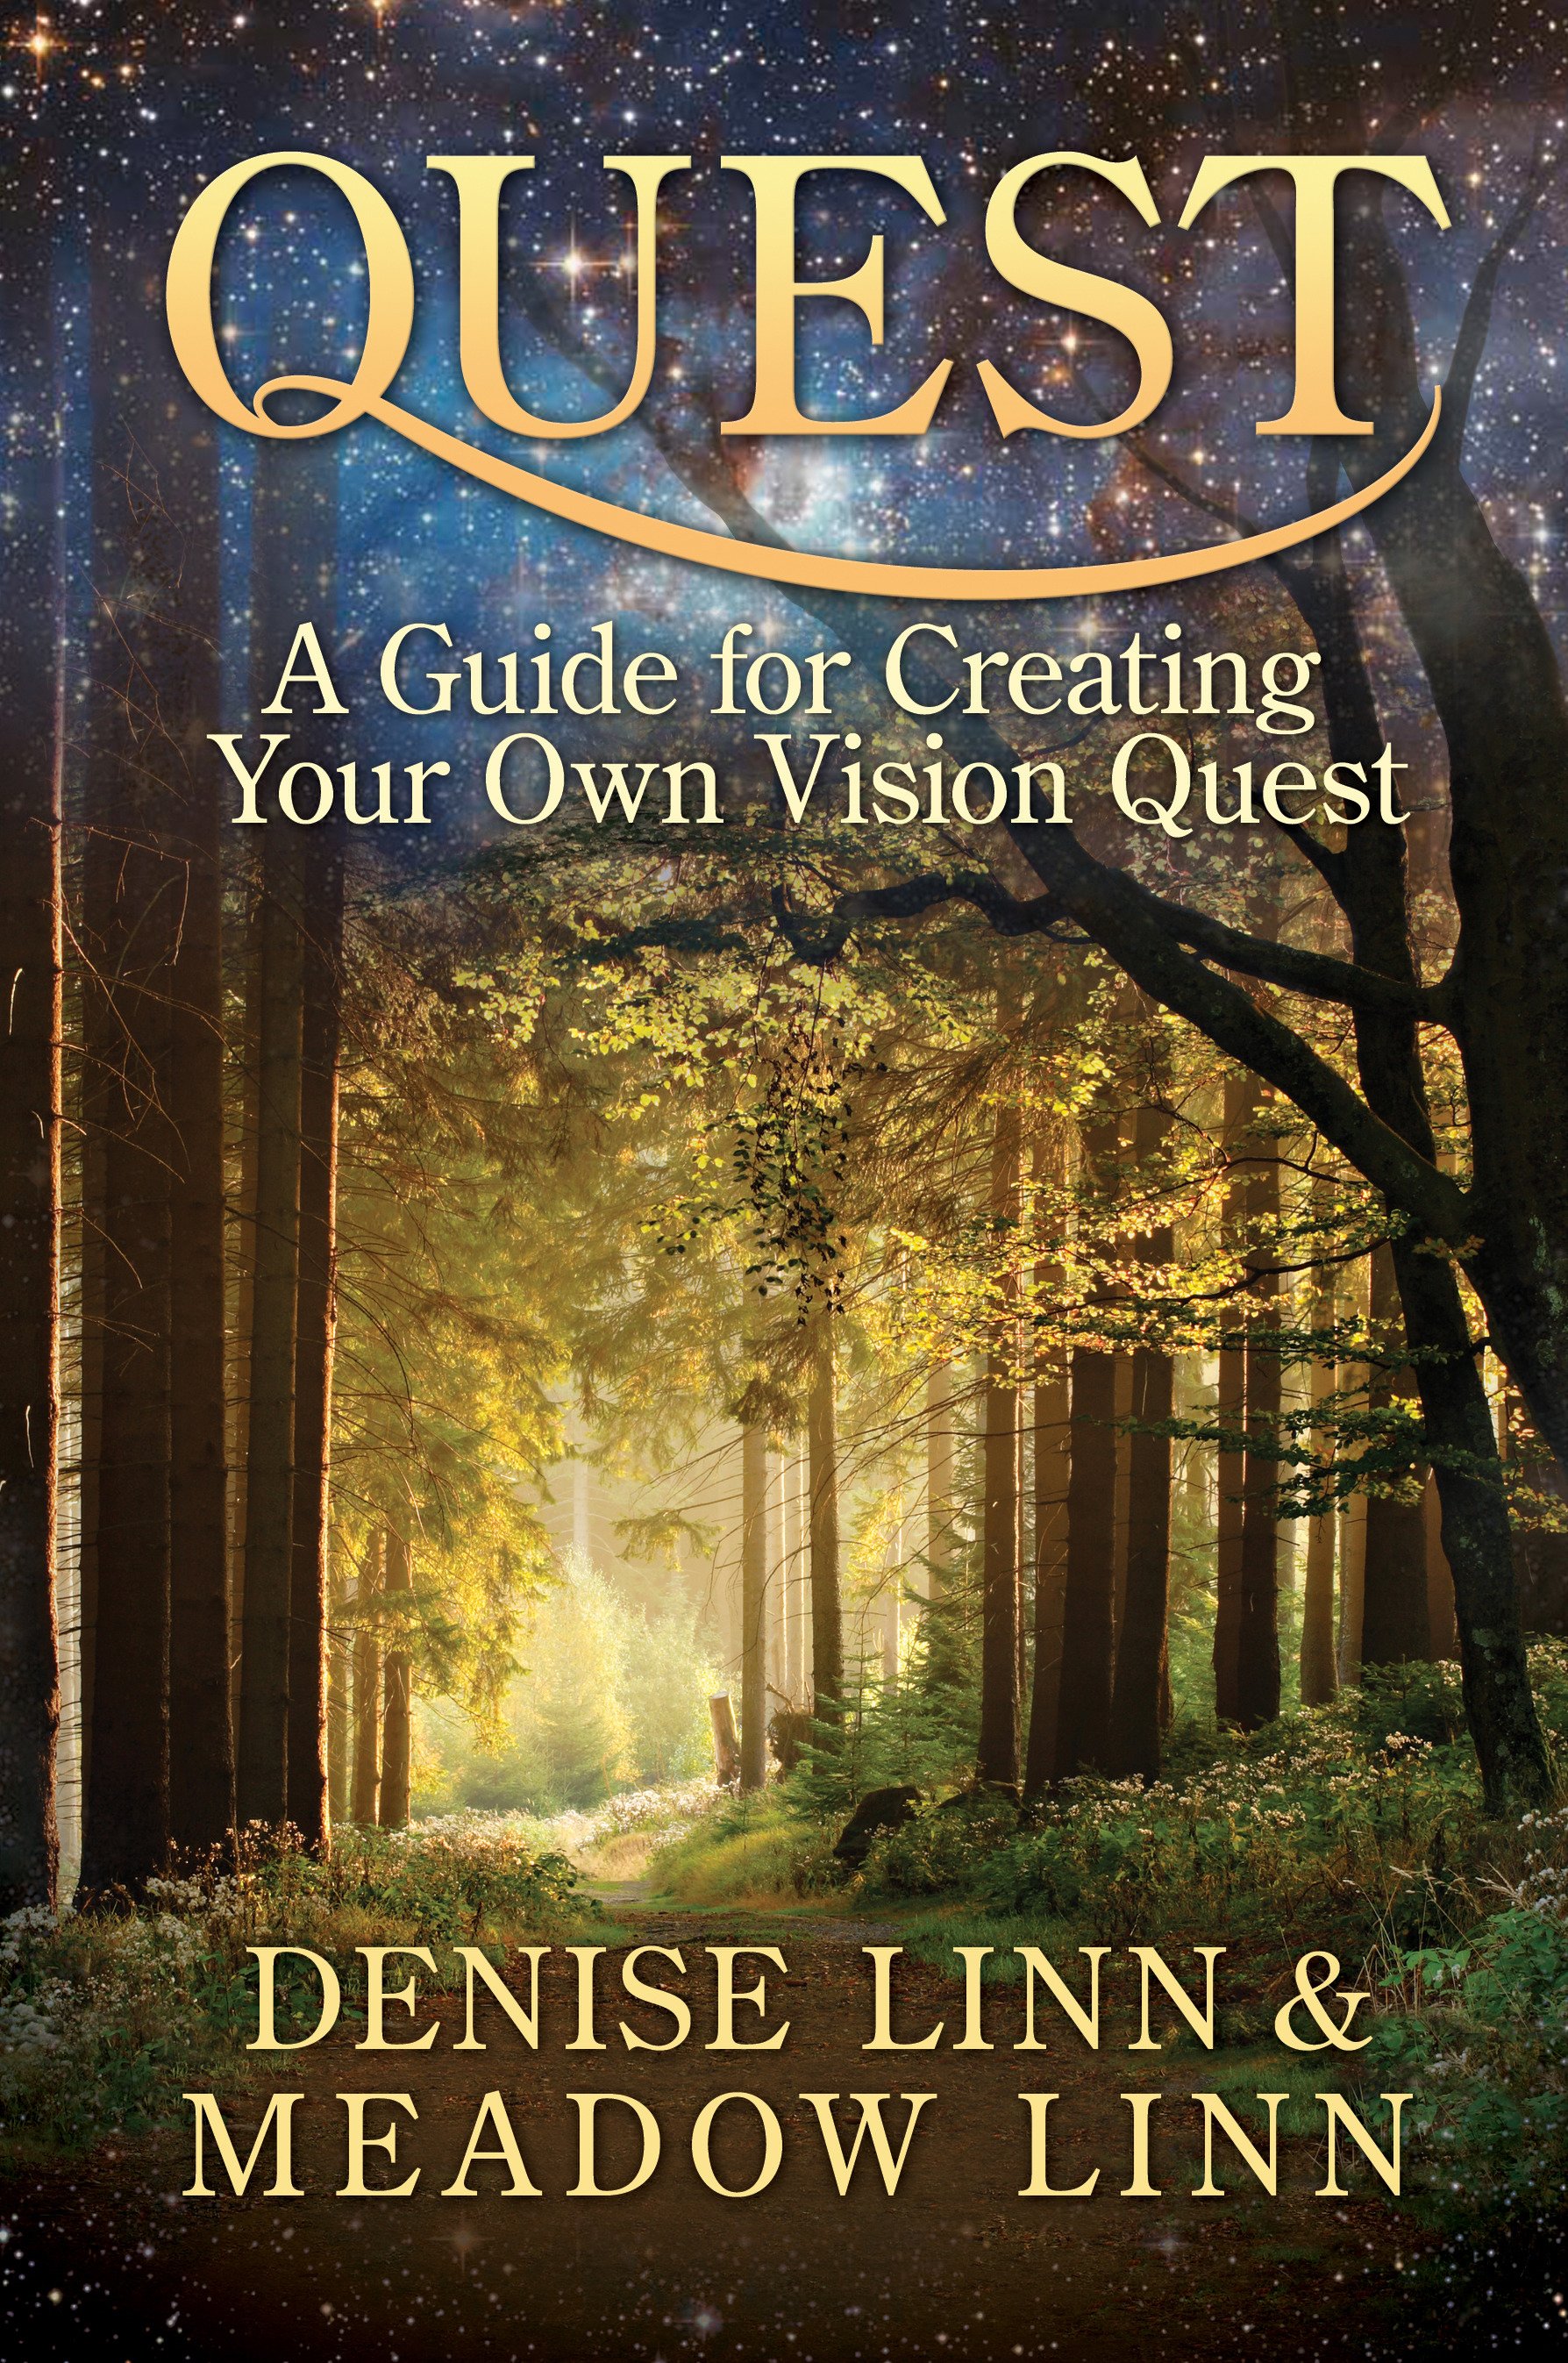 QUEST
A Guide for Creating
Your Own Vision Quest
DENISE LINN &
MEADOW LINN